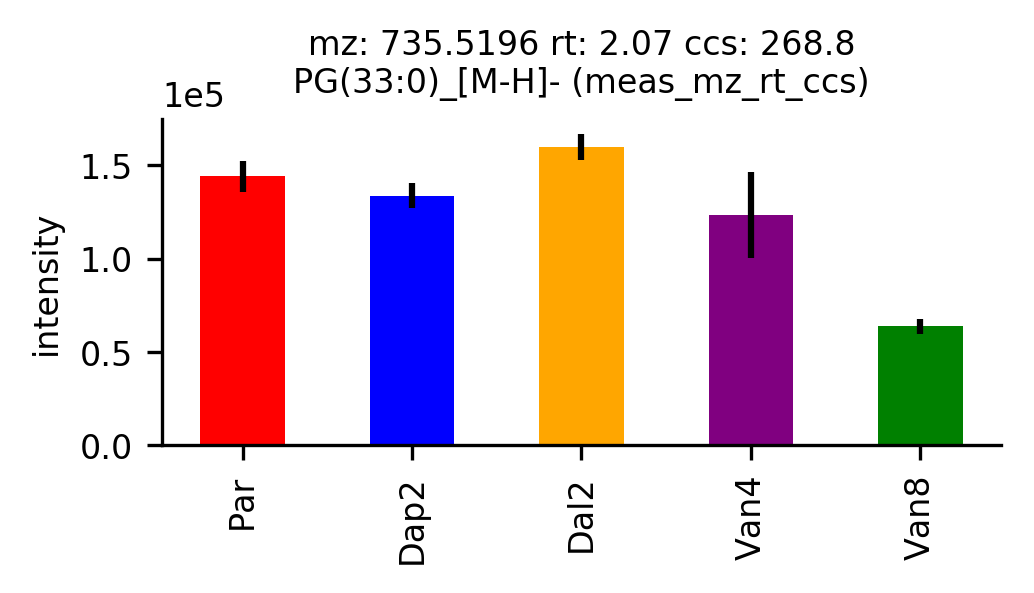 mz: 735.5196 rt: 2.07 ccs: 268.8
PG(33:0)_[M-H]- (meas_mz_rt_ccs)
1e5
1.5
1.0
0.5
0.0
intensity
Par
Dap2
Dal2
Van4
Van8